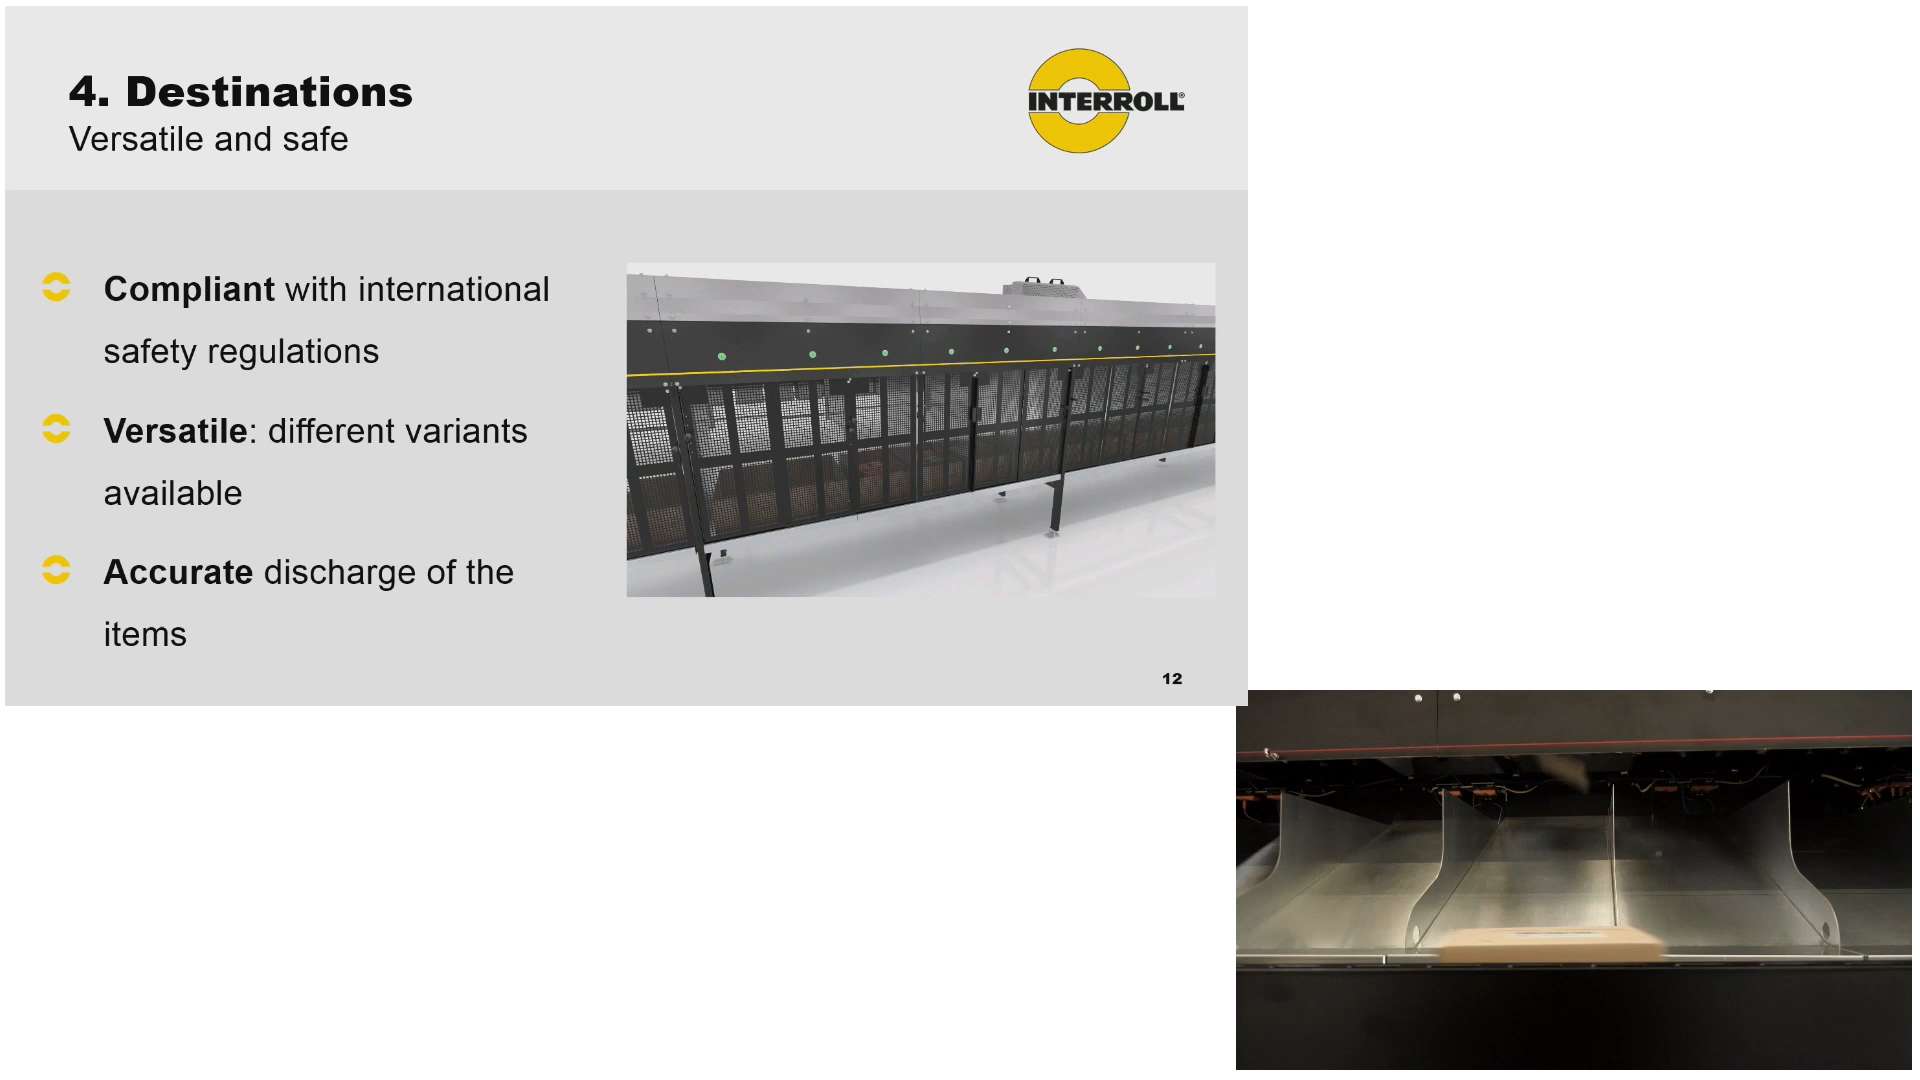 4. Destinations
Versatile and safe
INTERROLL®
Compliant with international
safety regulations
Versatile: different variants
available
Accurate discharge of the
items
12